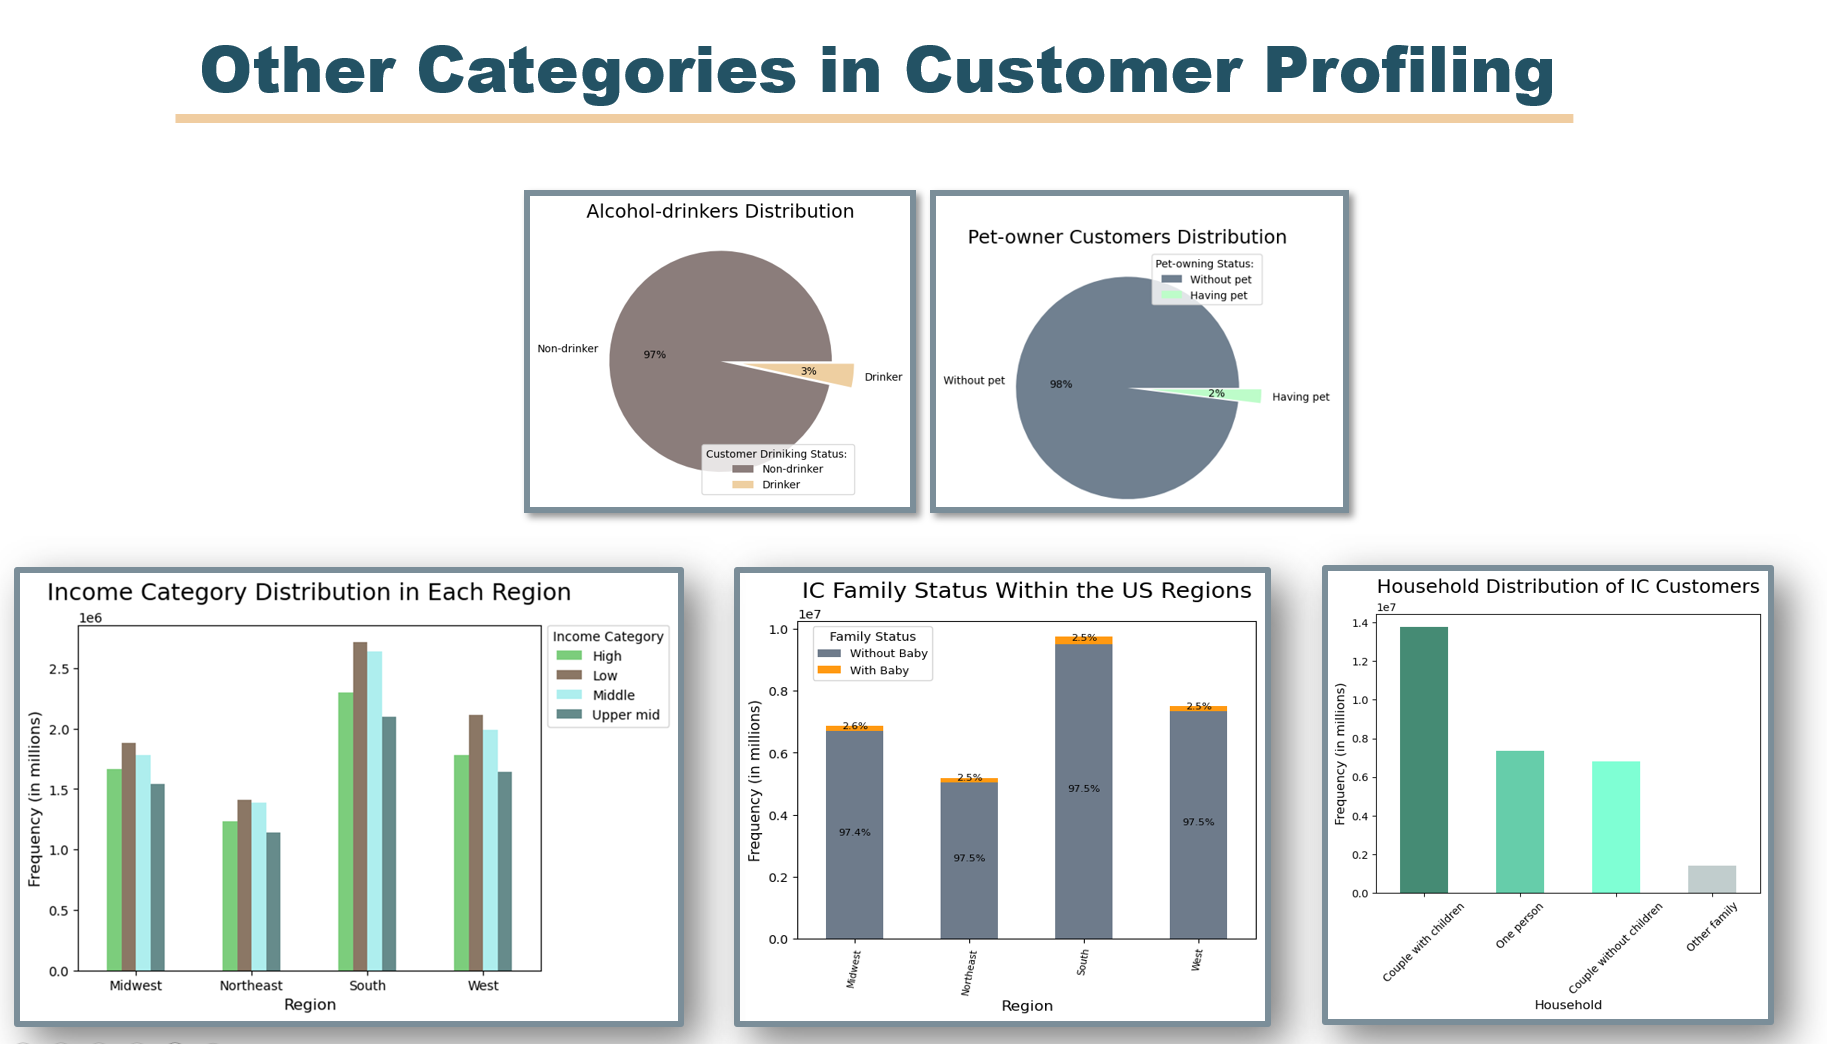 Other Categories in Customer Profiling
Alcohol-drinkers Distribution
Non-drinker
97%
3%
Drinker
Customer Driniking Status:
Non-drinker
Drinker
Pet-owner Customers Distribution
Pet-owning Status:
Without pet
Having pet
Without pet
98%
2%
Having pet
Income Category Distribution in Each Region
1e6
Income Category
High
Low
Middle
Upper mid
2.5
2.0
1.5
1.0
0.5
0.0
Frequency (in millions)
Midwest Northeast South West
Region
IC Family Status Within the US Regions
1e7
Family Status
Without Baby
With Baby
1.0
0.8
0.6
0.4
0.2
0.0
Frequency (in millions)
2.6%
97.4%
2.5%
97.5%
2.5%
97.5%
2.5%
97.5%
Midwest
Northeast
South
West
Region
Household Distribution of IC Customers
1e7
1.4
1.2
1.0
0.8
0.6
0.4
0.2
0.0
Frequency (in millions)
Couple with children
One person
Couple without children
Other family
Household